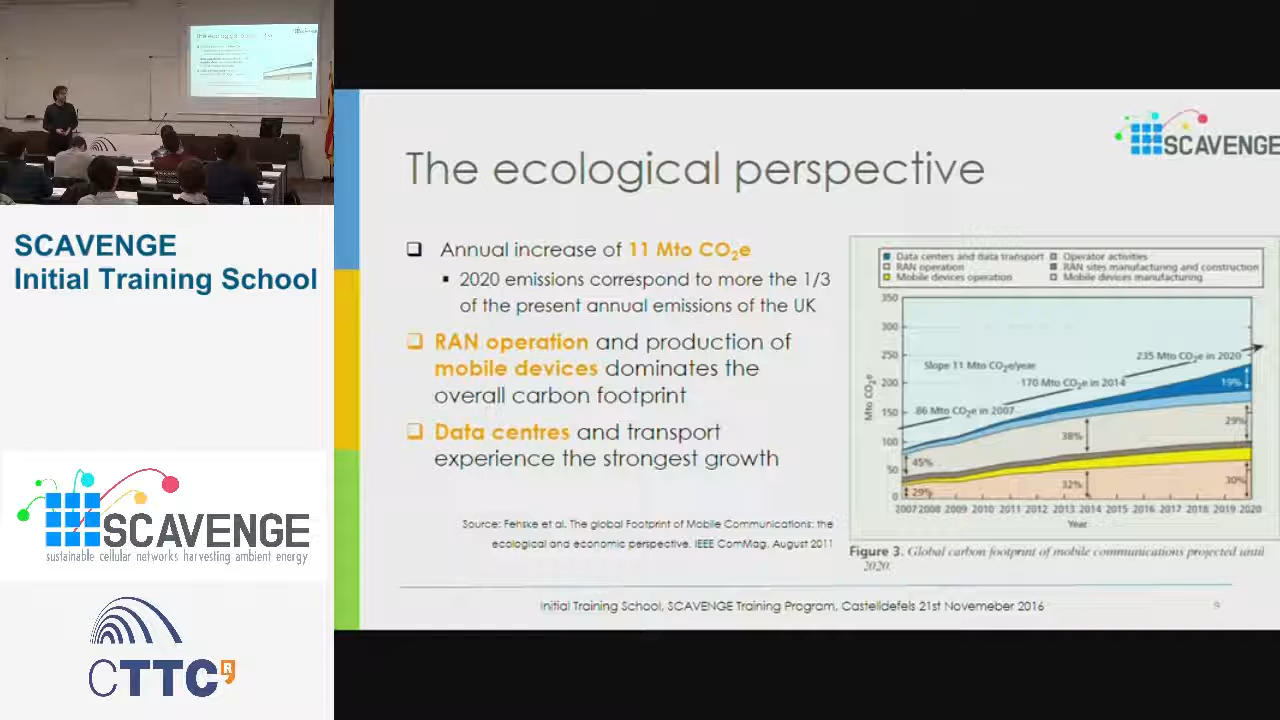 SCAVENGE
Initial Training School
SCAVENGE
sustainable cellular networks harvesting ambient energy
CTTC
R
SCAVENGE
The ecological perspective
Annual increase of 11 Mto CO₂e
2020 emissions correspond to more the 1/3
of the present annual emissions of the UK
RAN operation and production of
mobile devices dominates the
overall carbon footprint
Data centres and transport
experience the strongest growth
Source: Fehske et al. The global Footprint of Mobile Communications: the
ecological and economic perspective. IEEE ComMag, August 2011
Data centers and data transport
Operator activities
RAN operation
RAN sites manufacturing and construction
Mobile devices operation
Mobile devices manufacturing
350
300
250
200
150
100
50
0
Mto CO₂e
Slope 11 Mto CO₂e/year
235 Mto CO₂e in 2020
170 Mto CO₂e in 2014
86 Mto CO₂e in 2007
19%
29%
38%
45%
32%
30%
29%
2007 2008 2009 2010 2011 2012 2013 2014 2015 2016 2017 2018 2019 2020
Year
Figure 3. Global carbon footprint of mobile communications projected until
2020.
Initial Training School, SCAVENGE Training Program, Castelldefels 21st Novemeber 2016
9